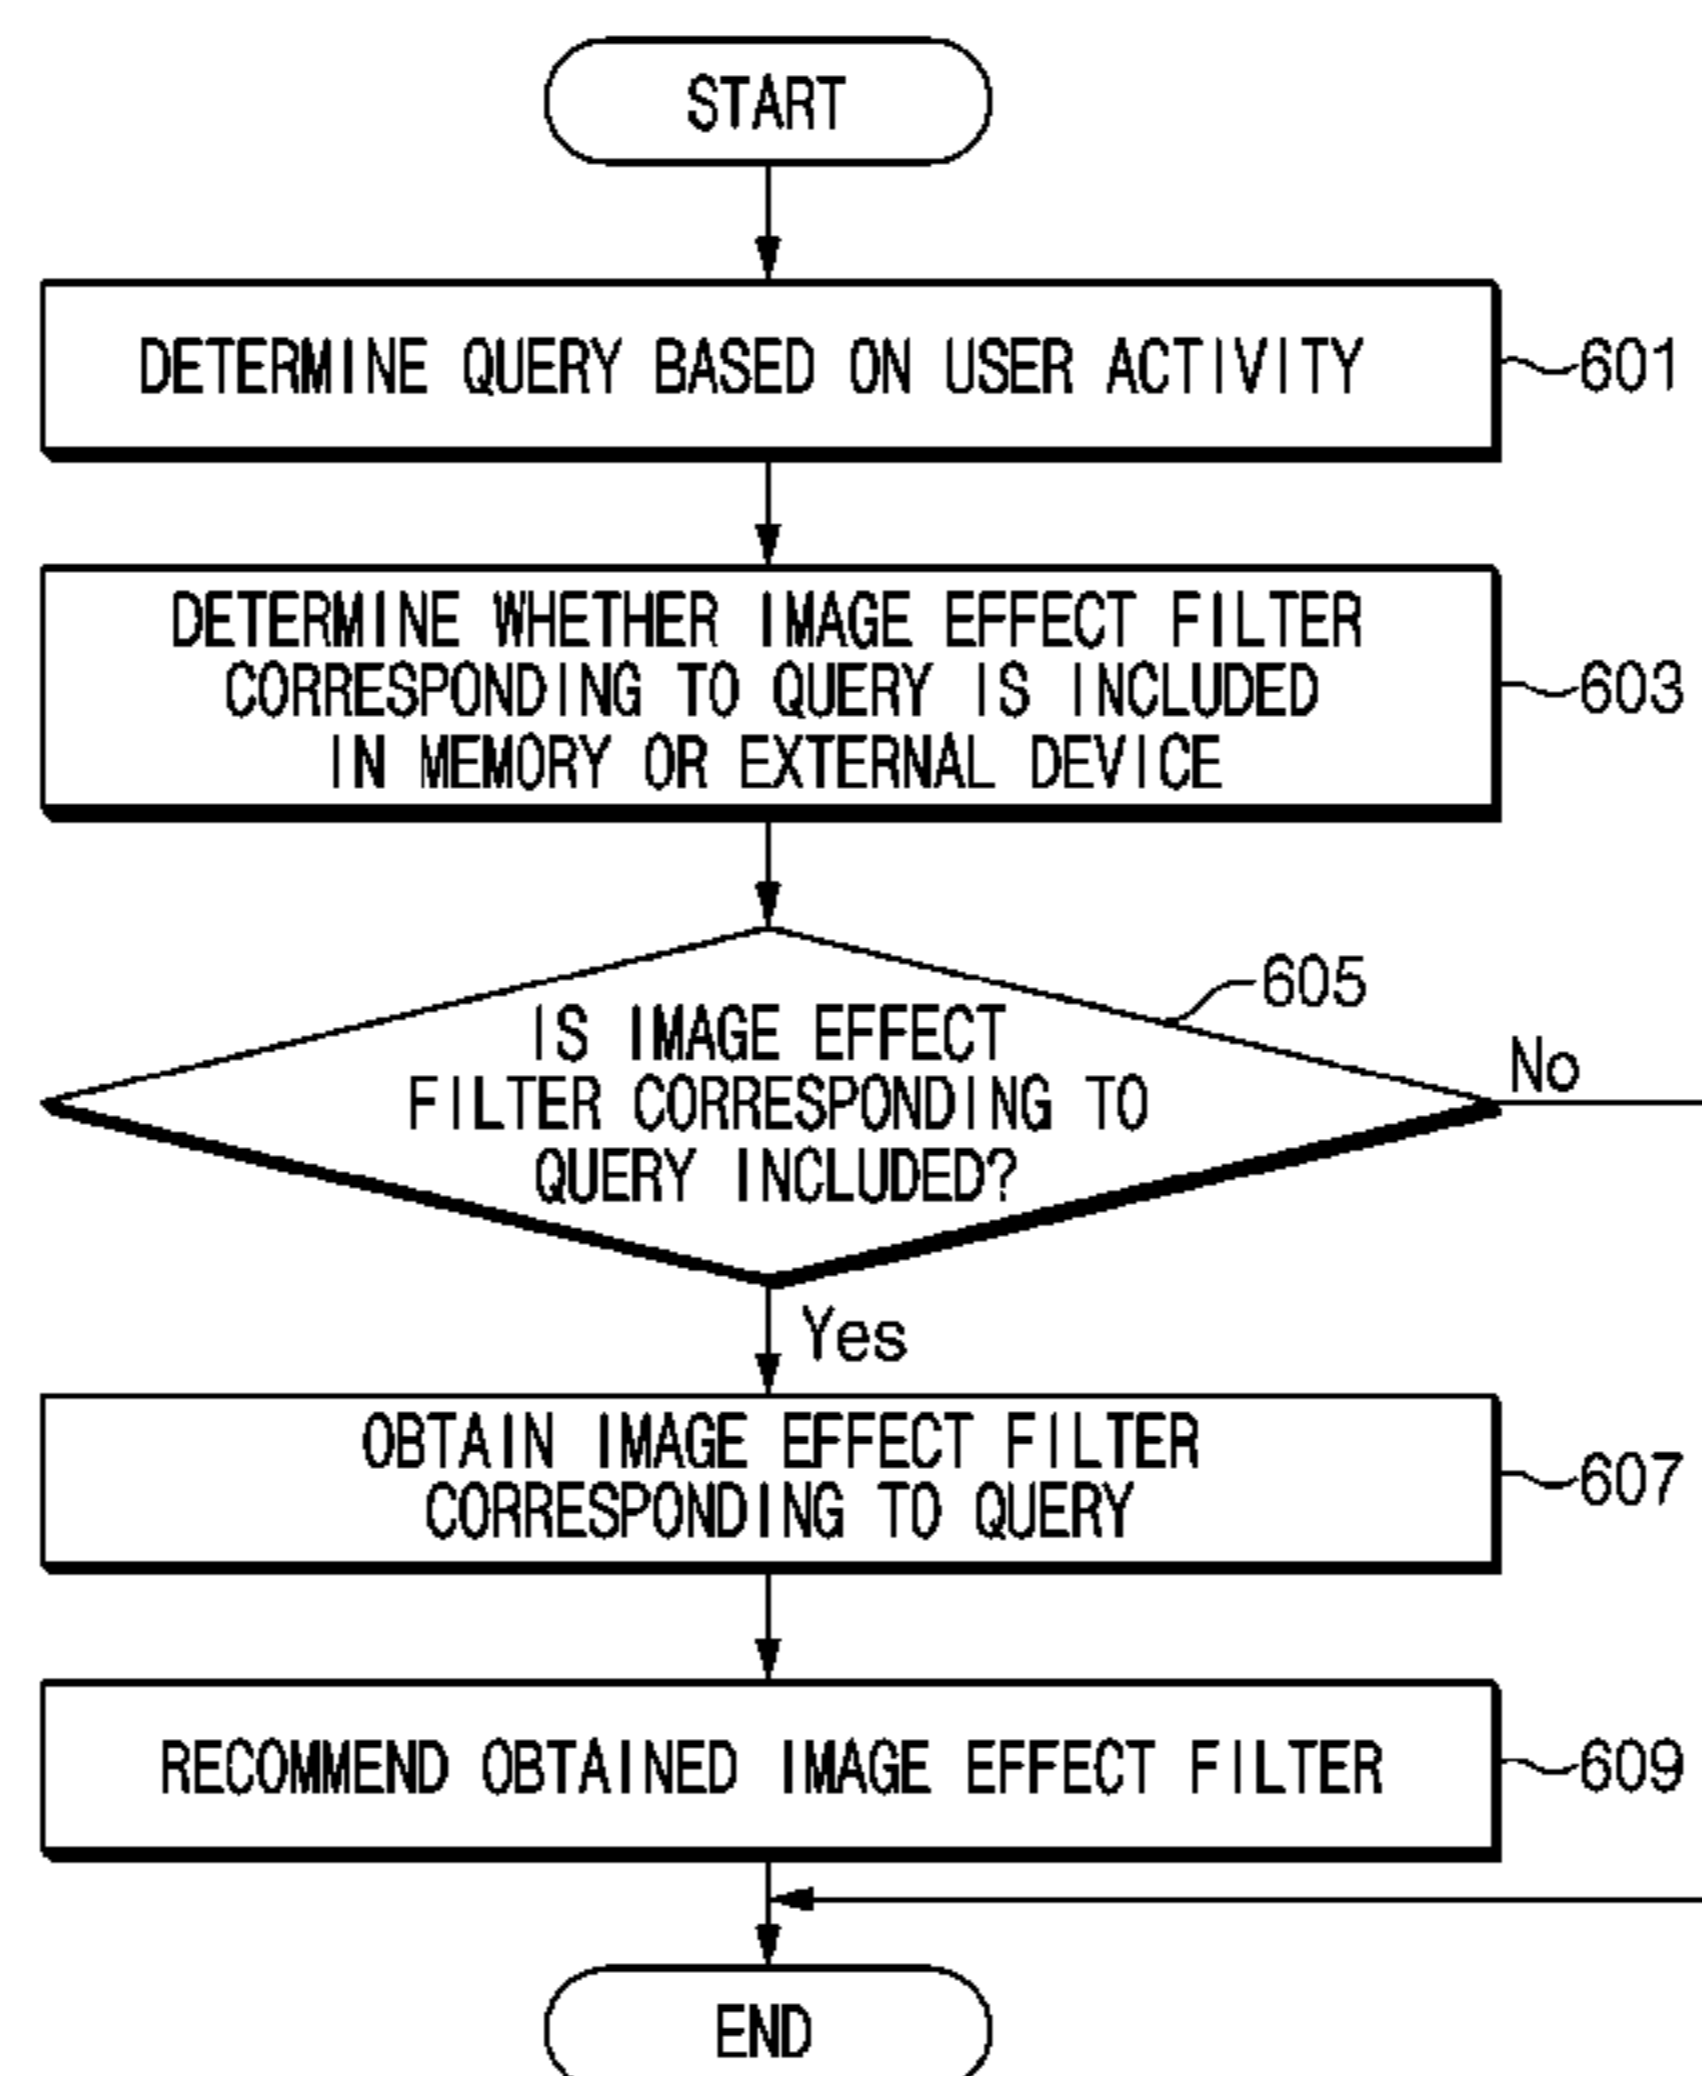 START
DETERMINE QUERY BASED ON USER ACTIVITY
601
DETERMINE WHETHER IMAGE EFFECT FILTER
CORRESPONDING TO QUERY IS INCLUDED
IN MEMORY OR EXTERNAL DEVICE
603
605
IS IMAGE EFFECT
FILTER CORRESPONDING TO
QUERY INCLUDED?
No
Yes
OBTAIN IMAGE EFFECT FILTER
CORRESPONDING TO QUERY
607
RECOMMEND OBTAINED IMAGE EFFECT FILTER
609
END